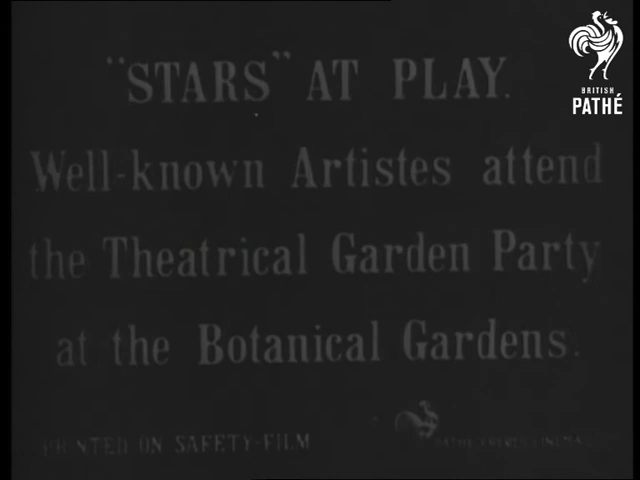 "STARS" AT PLAY.
Well-known Artistes attend
the Theatrical Garden Party
at the Botanical Gardens.
PRINTED ON SAFETY-FILM
BRITISH
PATHÉ